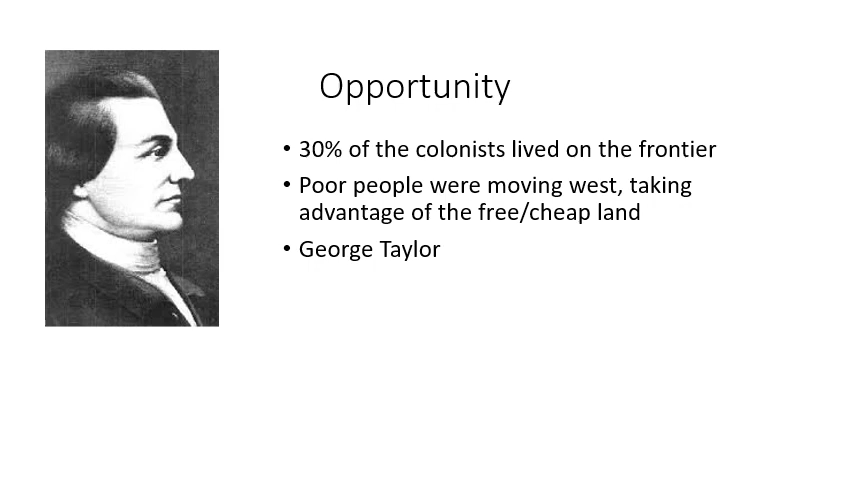 Opportunity
• 30% of the colonists lived on the frontier
• Poor people were moving west, taking
advantage of the free/cheap land
• George Taylor